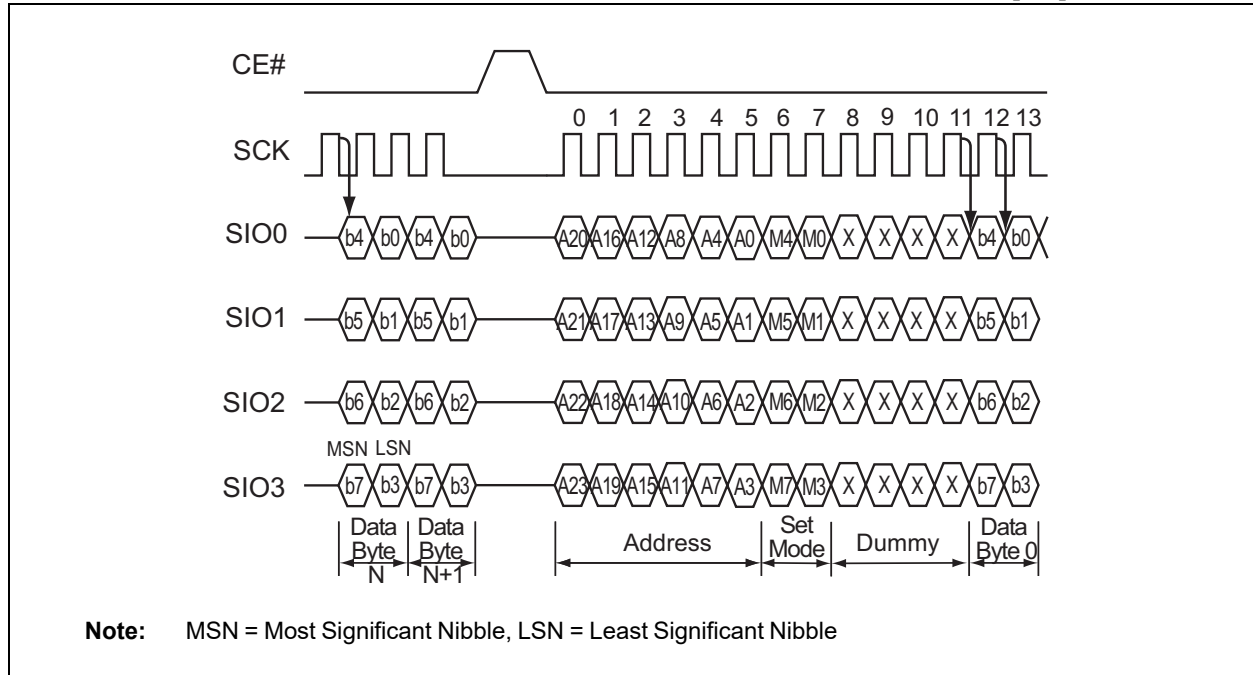 CE#
0 1 2 3 4 5 6 7 8 9 10 11 12 13
SCK
SIO0 b4 b0 b4 b0 A20 A16 A12 A8 A4 A0 M4 M0 X X X X b4 b0
SIO1 b5 b1 b5 b1 A21 A17 A13 A9 A5 A1 M5 M1 X X X X b5 b1
SIO2 b6 b2 b6 b2 A22 A18 A14 A10 A6 A2 M6 M2 X X X X b6 b2
MSN LSN
SIO3 b7 b3 b7 b3 A23 A19 A15 A11 A7 A3 M7 M3 X X X X b7 b3
Data Byte N
Data Byte N+1
Address
Set Mode
Dummy
Data Byte 0
Note: MSN = Most Significant Nibble, LSN = Least Significant Nibble